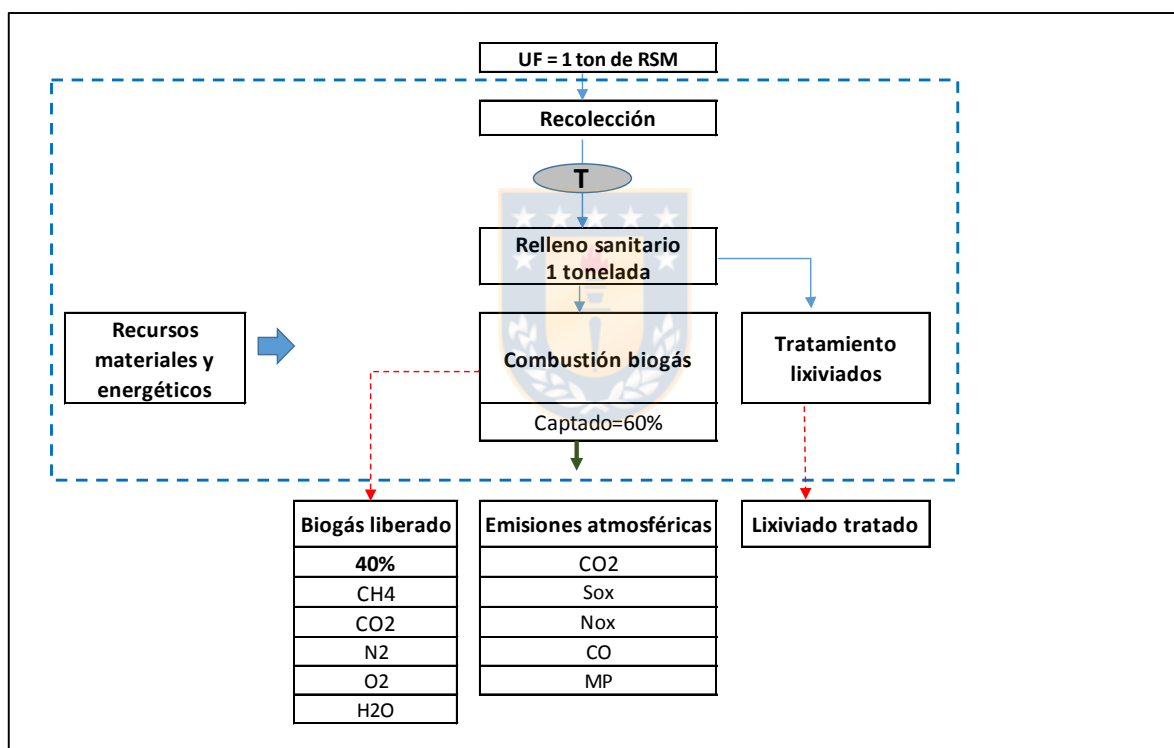 UF = 1 ton de RSM
Recolección
T
Relleno sanitario
1 tonelada
Recursos
materiales y
energéticos
Combustión biogás
Captado=60%
Tratamiento
lixiviados
Biogás liberado
40%
CH4
CO2
N2
O2
H2O
Emisiones atmosféricas
CO2
Sox
Nox
CO
MP
Lixiviado tratado